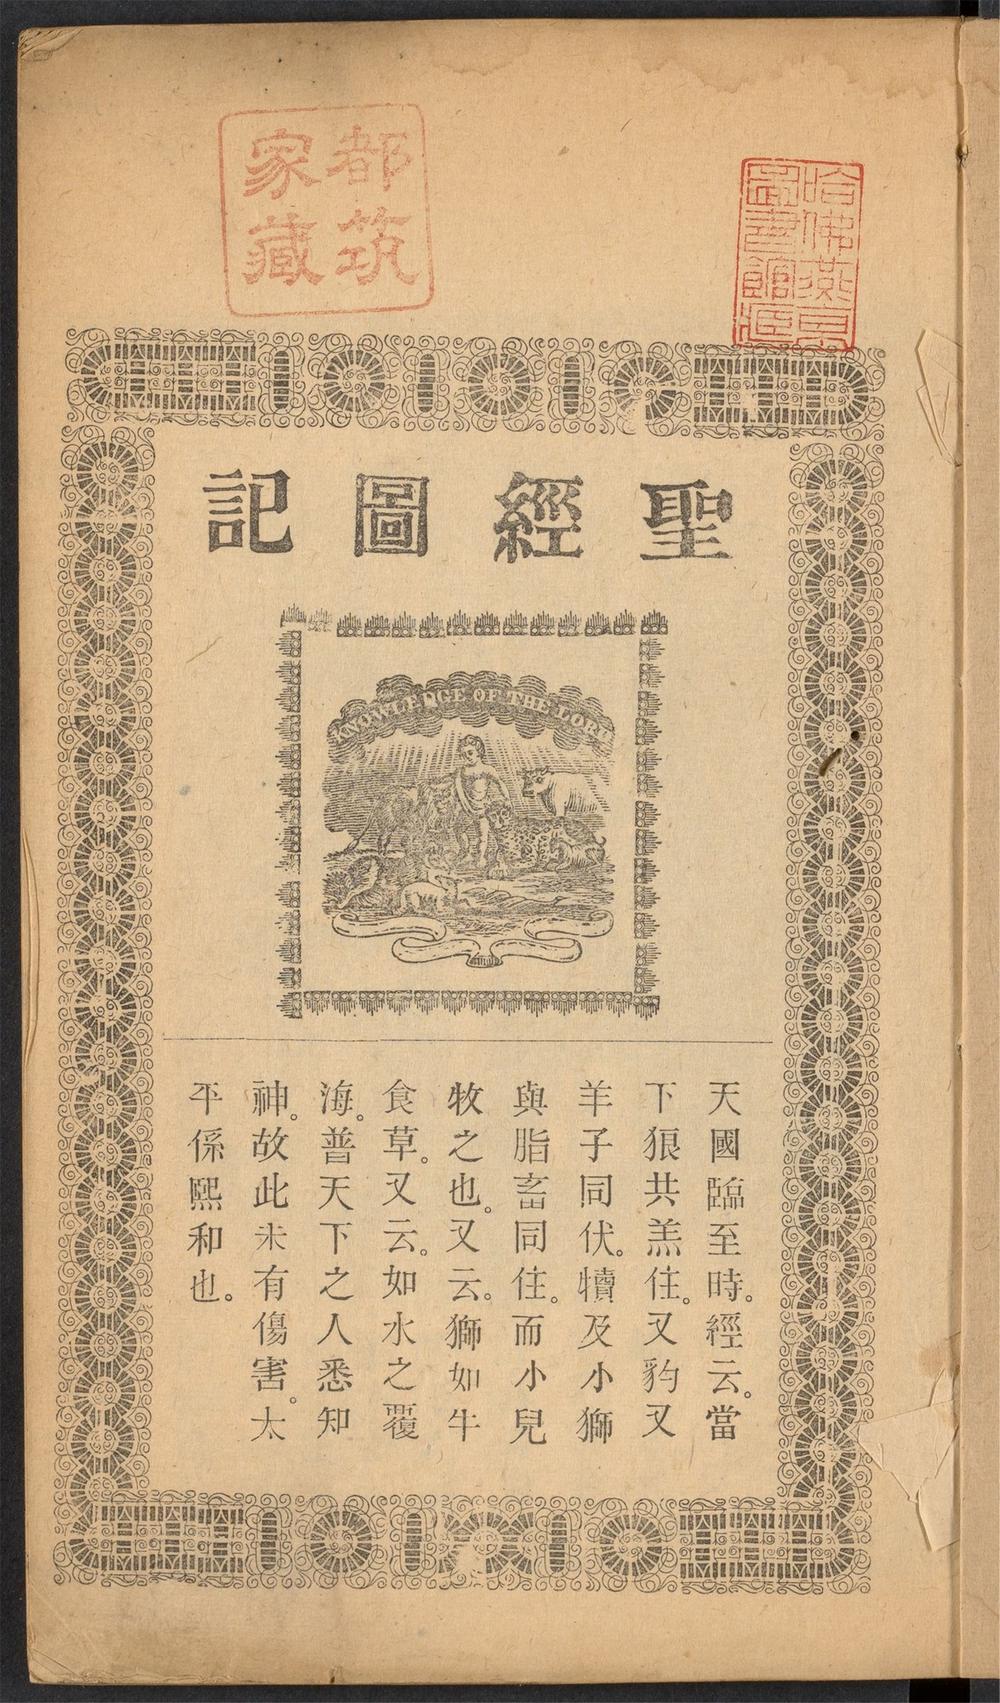 都筑
家藏
哈佛燕京
圖書館藏
聖經圖記
KNOWLEDGE OF THE LORD
天國臨至時。經云。當
下狼共羔住。又豹又
羊子同伏。犢及小獅
與脂畜同住。而小兒
牧之也。又云。獅如牛
食草。又云。如水之覆
海。普天下之人悉知
神。故此未有傷害。太
平係熙和也。